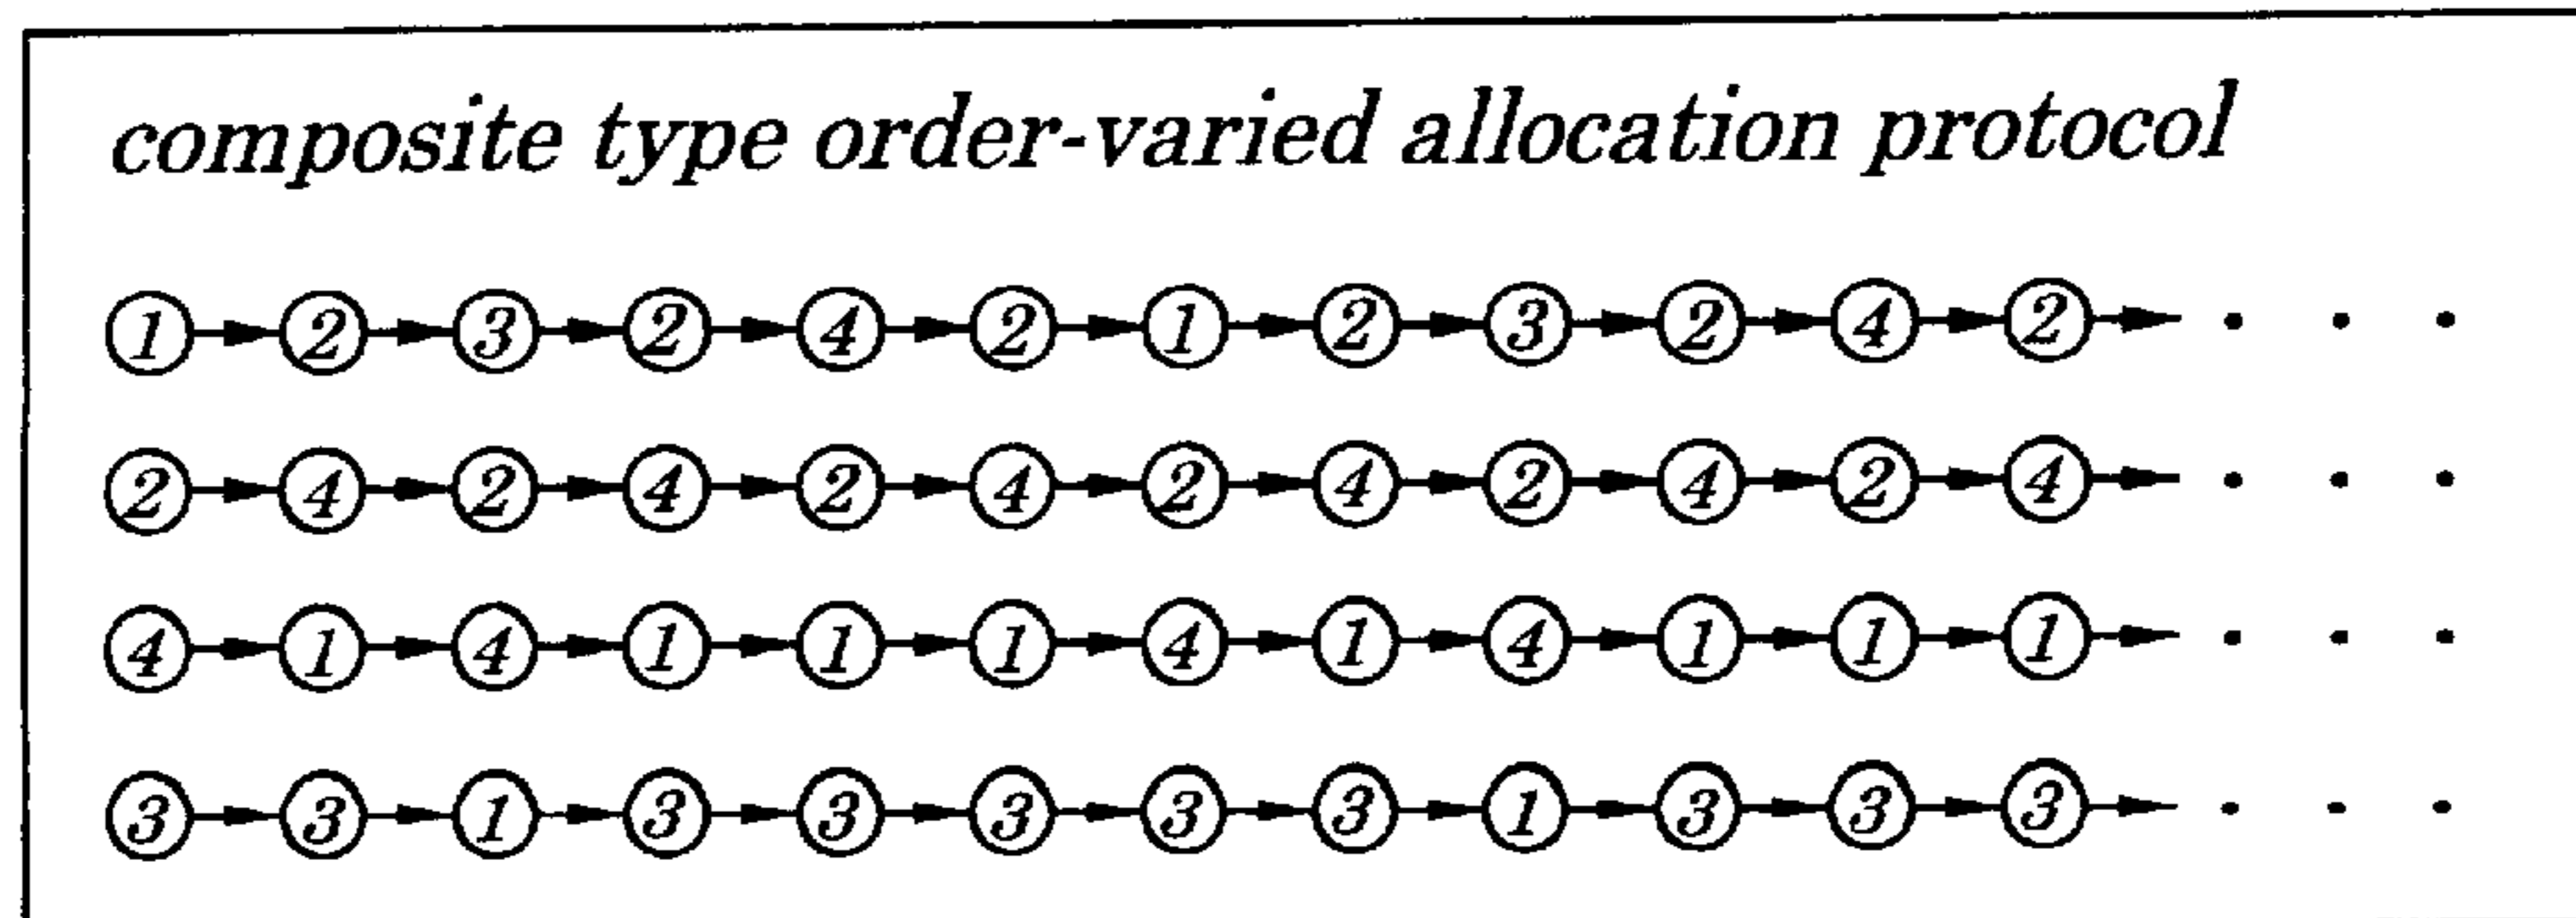 composite type order-varied allocation protocol
1 2 3 2 4 2 1 2 3 2 4 2 . . .
2 4 2 4 2 4 2 4 2 4 2 4 . . .
4 1 4 1 1 1 4 1 4 1 1 1 . . .
3 3 1 3 3 3 3 3 1 3 3 3 . . .